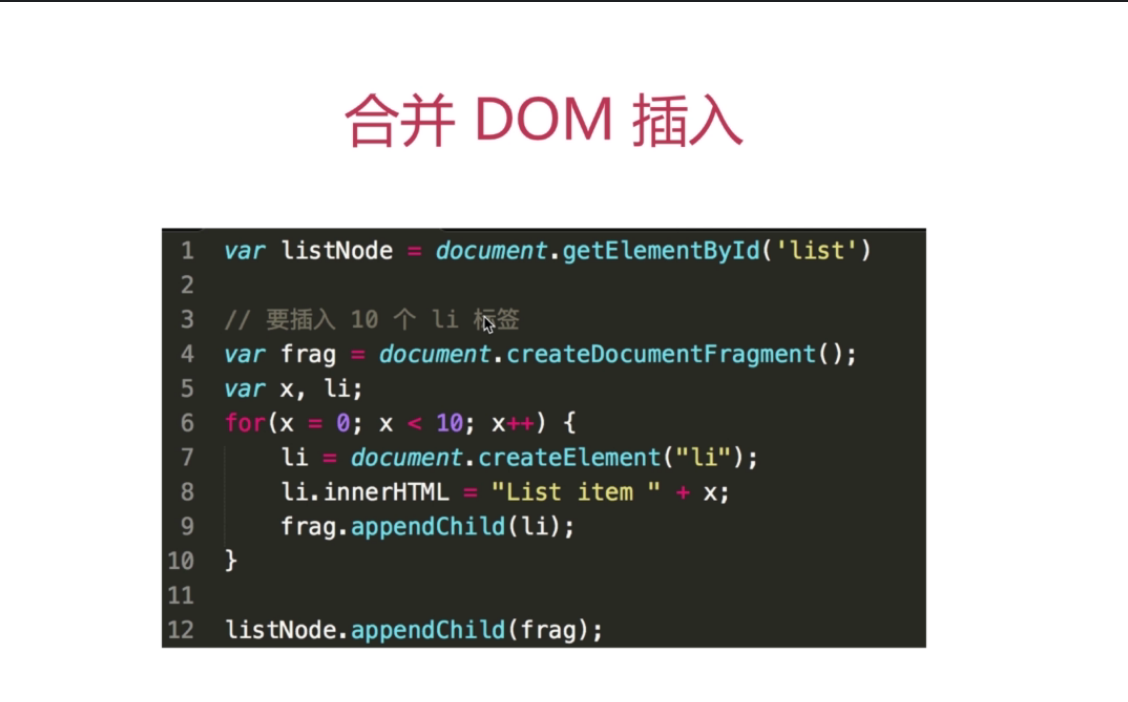 合并 DOM 插入
1 var listNode = document.getElementById('list')
2
3 // 要插入 10 个 li 标签
4 var frag = document.createDocumentFragment();
5 var x, li;
6 for(x = 0; x < 10; x++) {
7     li = document.createElement("li");
8     li.innerHTML = "List item " + x;
9     frag.appendChild(li);
10 }
11
12 listNode.appendChild(frag);